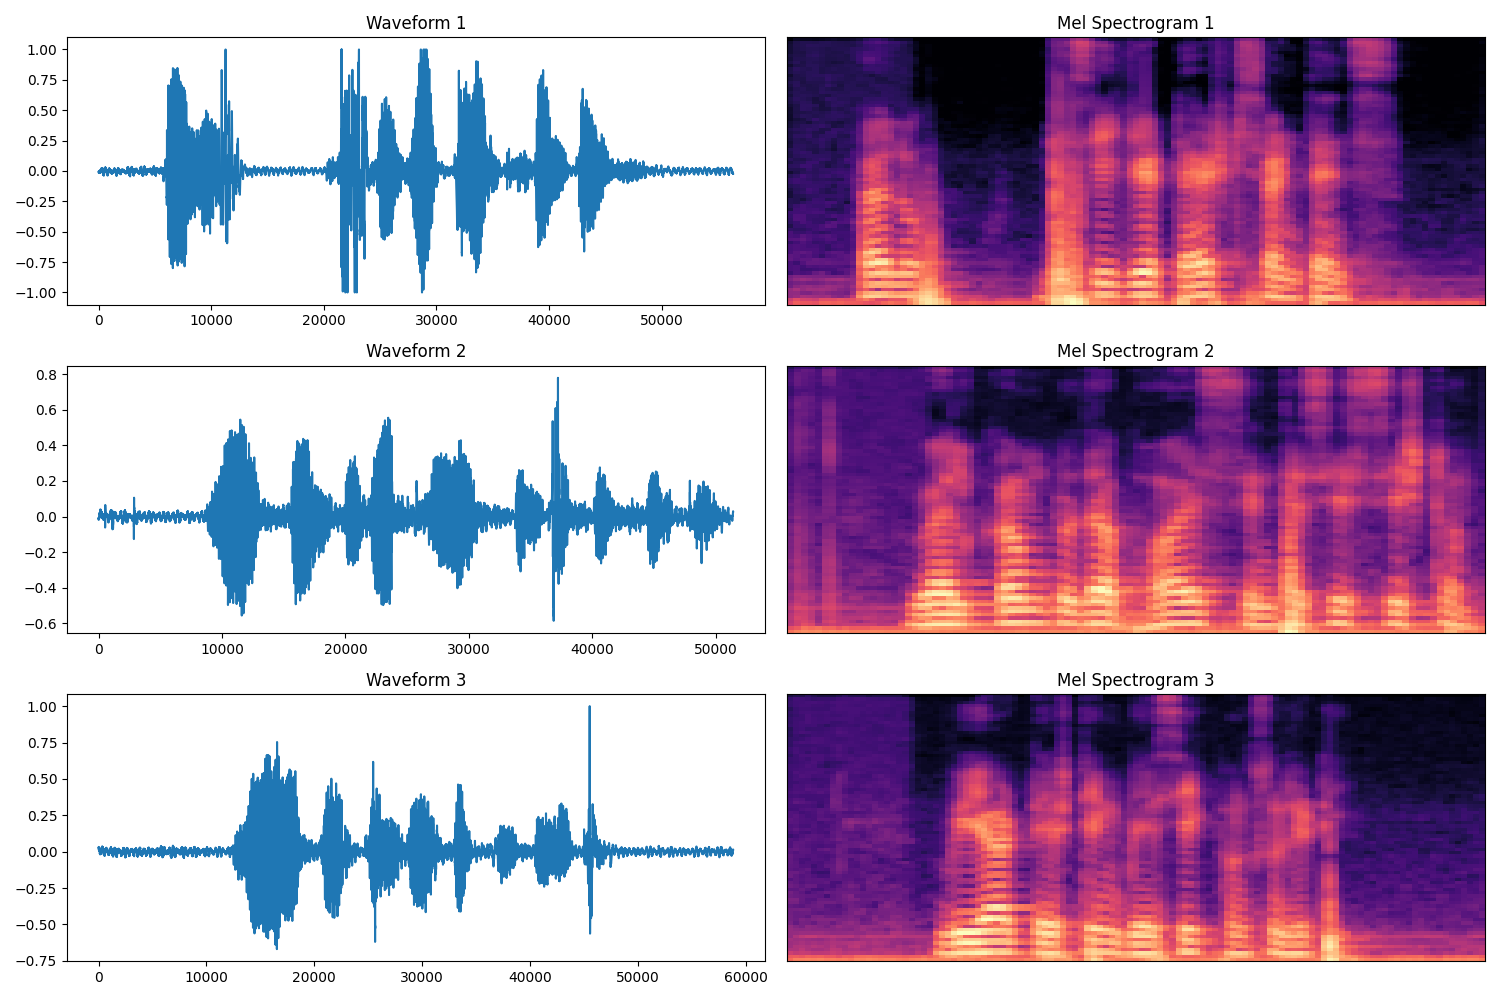 Waveform 1
Mel Spectrogram 1
1.00
0.75
0.50
0.25
0.00
−0.25
−0.50
−0.75
−1.00
0 10000 20000 30000 40000 50000
Waveform 2
Mel Spectrogram 2
0.8
0.6
0.4
0.2
0.0
−0.2
−0.4
−0.6
0 10000 20000 30000 40000 50000
Waveform 3
Mel Spectrogram 3
1.00
0.75
0.50
0.25
0.00
−0.25
−0.50
−0.75
0 10000 20000 30000 40000 50000 60000